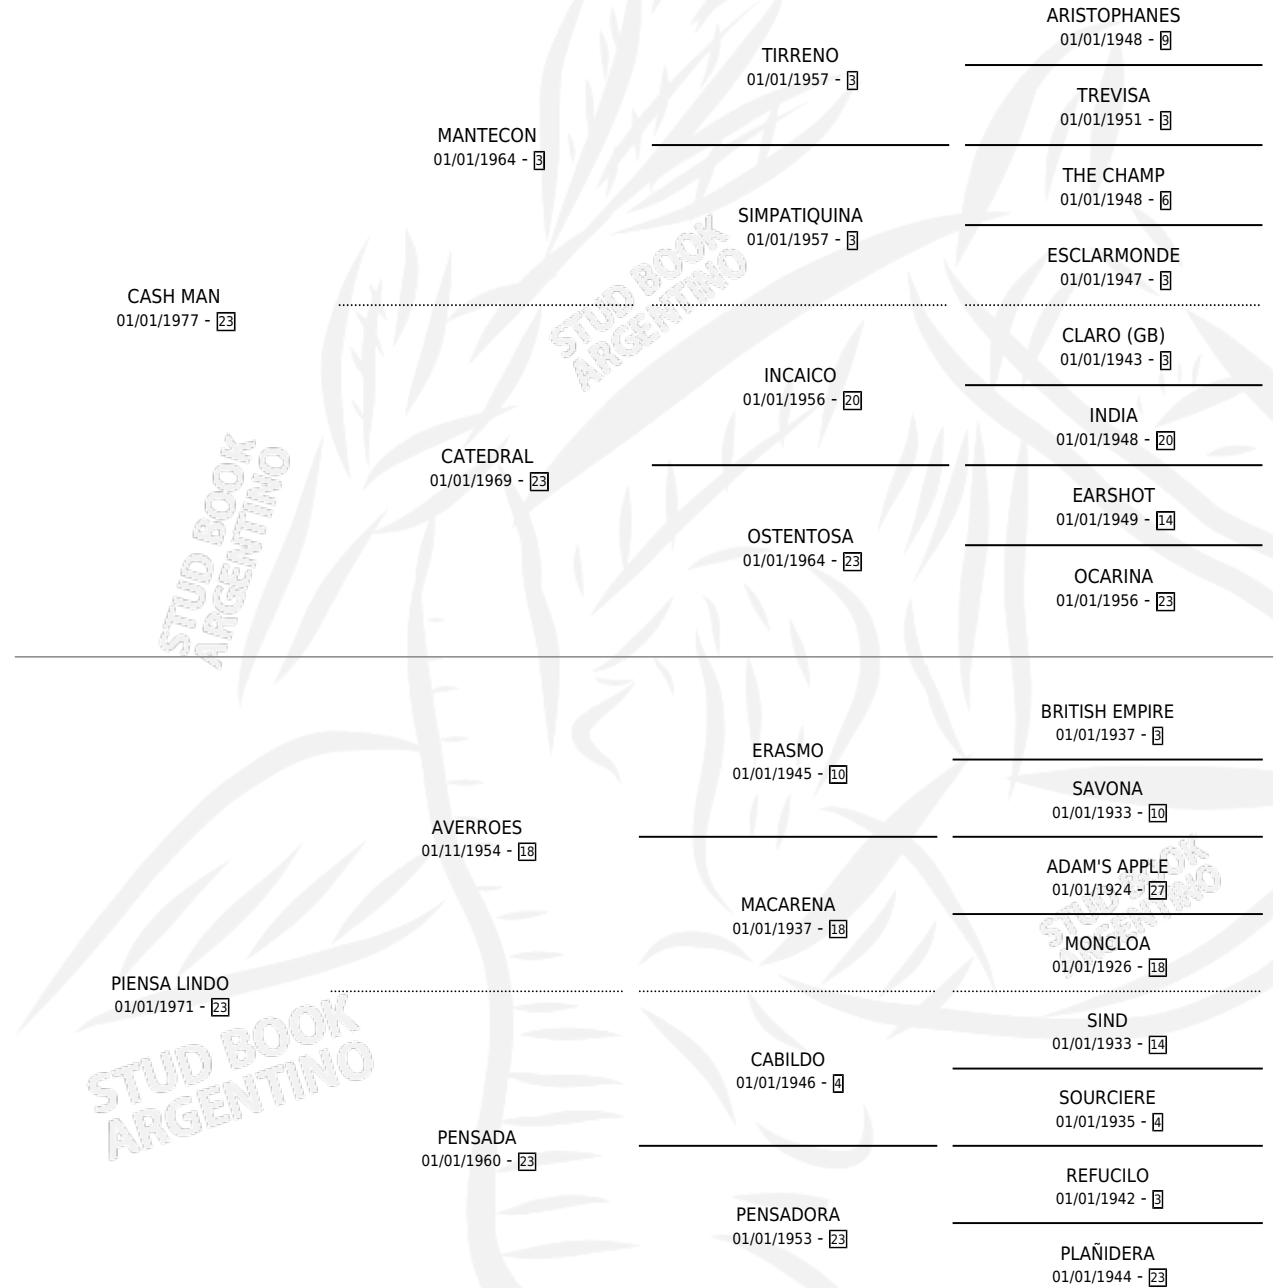 ARISTOPHANES
01/01/1948 - 9
TIRRENO
01/01/1957 - 3
TREVISA
01/01/1951 - 3
MANTECON
01/01/1964 - 3
THE CHAMP
01/01/1948 - 6
SIMPATIQUINA
01/01/1957 - 3
ESCLARMONDE
01/01/1947 - 3
CASH MAN
01/01/1977 - 23
CLARO (GB)
01/01/1943 - 3
INCAICO
01/01/1956 - 20
INDIA
01/01/1948 - 20
CATEDRAL
01/01/1969 - 23
EARSHOT
01/01/1949 - 14
OSTENTOSA
01/01/1964 - 23
OCARINA
01/01/1956 - 23
BRITISH EMPIRE
01/01/1937 - 3
ERASMO
01/01/1945 - 10
SAVONA
01/01/1933 - 10
AVERROES
01/11/1954 - 18
ADAM'S APPLE
01/01/1924 - 27
MACARENA
01/01/1937 - 18
MONCLOA
01/01/1926 - 18
PIENSA LINDO
01/01/1971 - 23
SIND
01/01/1933 - 14
CABILDO
01/01/1946 - 4
SOURCIERE
01/01/1935 - 4
PENSADA
01/01/1960 - 23
REFUCILO
01/01/1942 - 3
PENSADORA
01/01/1953 - 23
PLAÑIDERA
01/01/1944 - 23
STUD BOOK
ARGENTINO
STUD BOOK
ARGENTINO
STUD BOOK
ARGENTINO
STUD BOOK
ARGENTINO